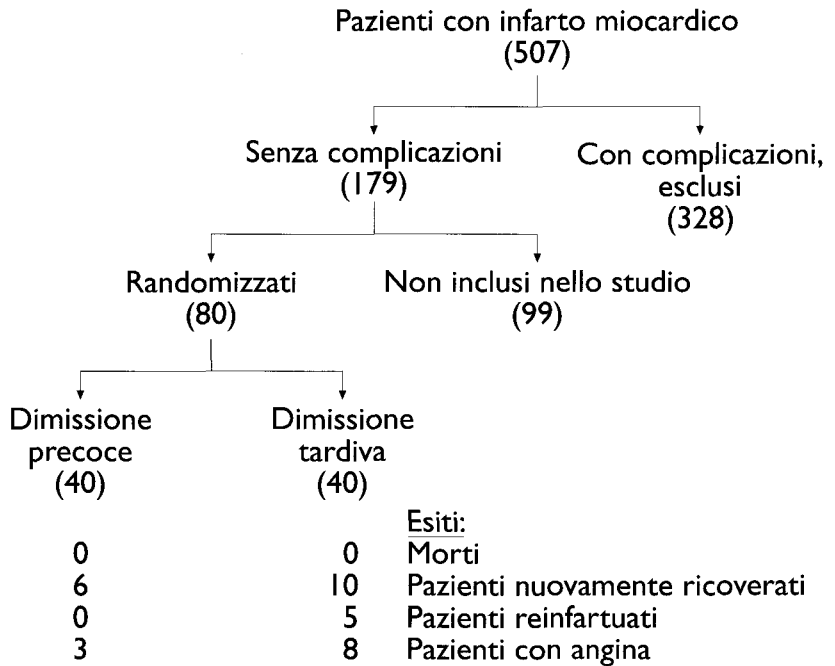 Pazienti con infarto miocardico
(507)
Senza complicazioni
(179)
Con complicazioni,
esclusi
(328)
Randomizzati
(80)
Non inclusi nello studio
(99)
Dimissione
precoce
(40)
Dimissione
tardiva
(40)
Esiti:
0 0 Morti
6 10 Pazienti nuovamente ricoverati
0 5 Pazienti reinfartuati
3 8 Pazienti con angina